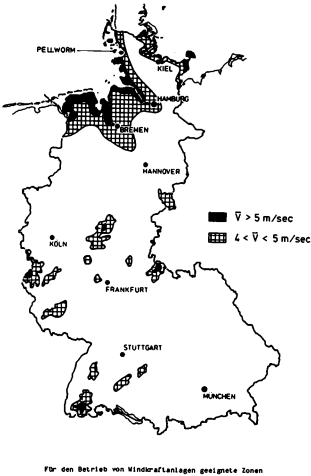 PELLWORM
KIEL
HAMBURG
BREMEN
HANNOVER
V̅ > 5 m/sec
4 < V̅ < 5 m/sec
KÖLN
FRANKFURT
STUTTGART
MÜNCHEN
Für den Betrieb von Windkraftanlagen geeignete Zonen